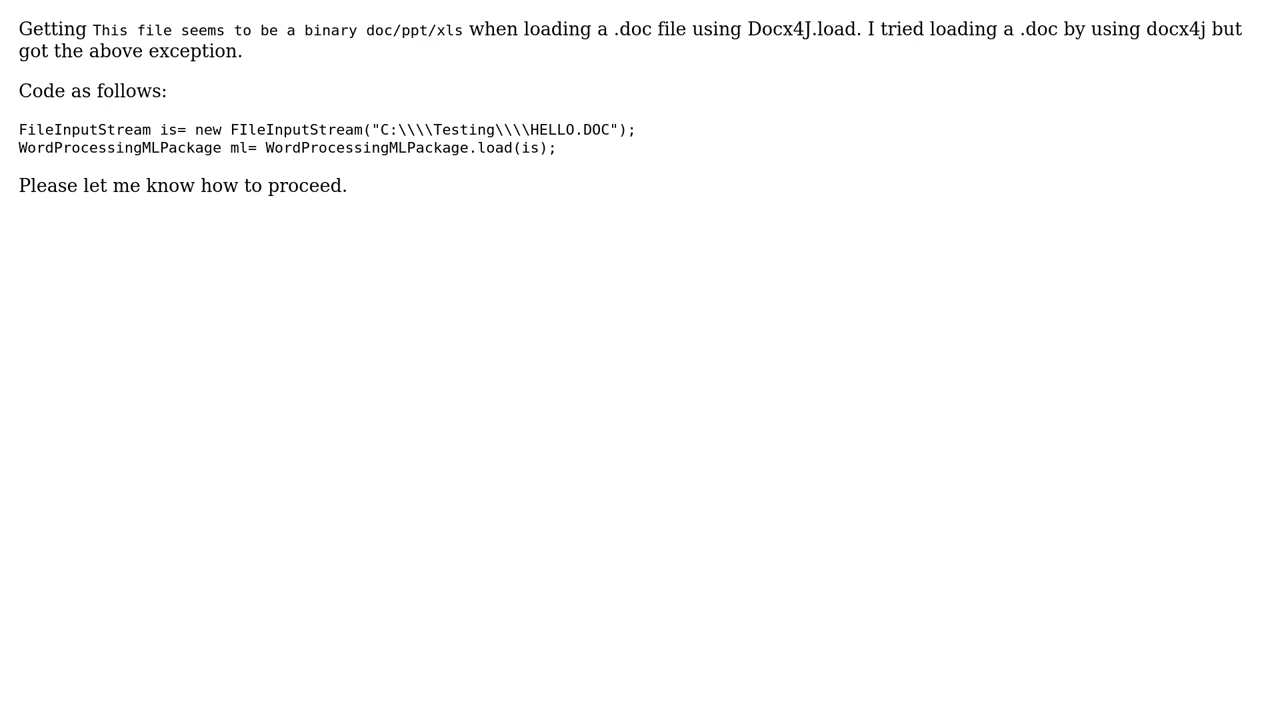 Getting This file seems to be a binary doc/ppt/xls when loading a .doc file using Docx4J.load. I tried loading a .doc by using docx4j but
got the above exception.
Code as follows:
FileInputStream is= new FIleInputStream("C:\\\\Testing\\\\HELLO.DOC");
WordProcessingMLPackage ml= WordProcessingMLPackage.load(is);
Please let me know how to proceed.